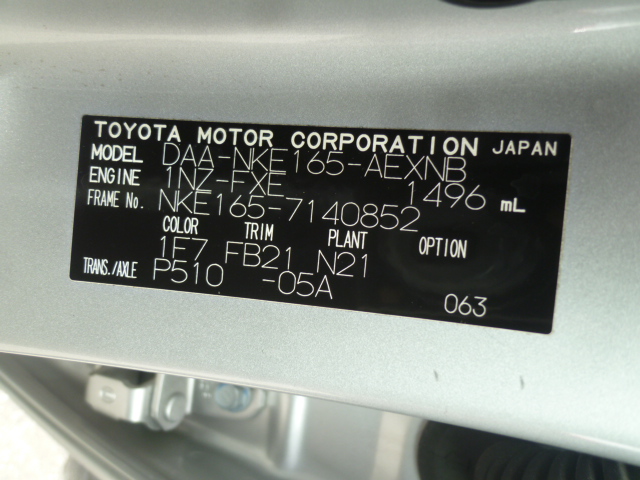 TOYOTA MOTOR CORPORATION JAPAN
MODEL DAA-NKE165-AEXNB
ENGINE 1NZ-FXE 1496 mL
FRAME No. NKE165-7140852
COLOR TRIM PLANT OPTION
1F7 FB21 N21
TRANS./AXLE P510 -05A
063